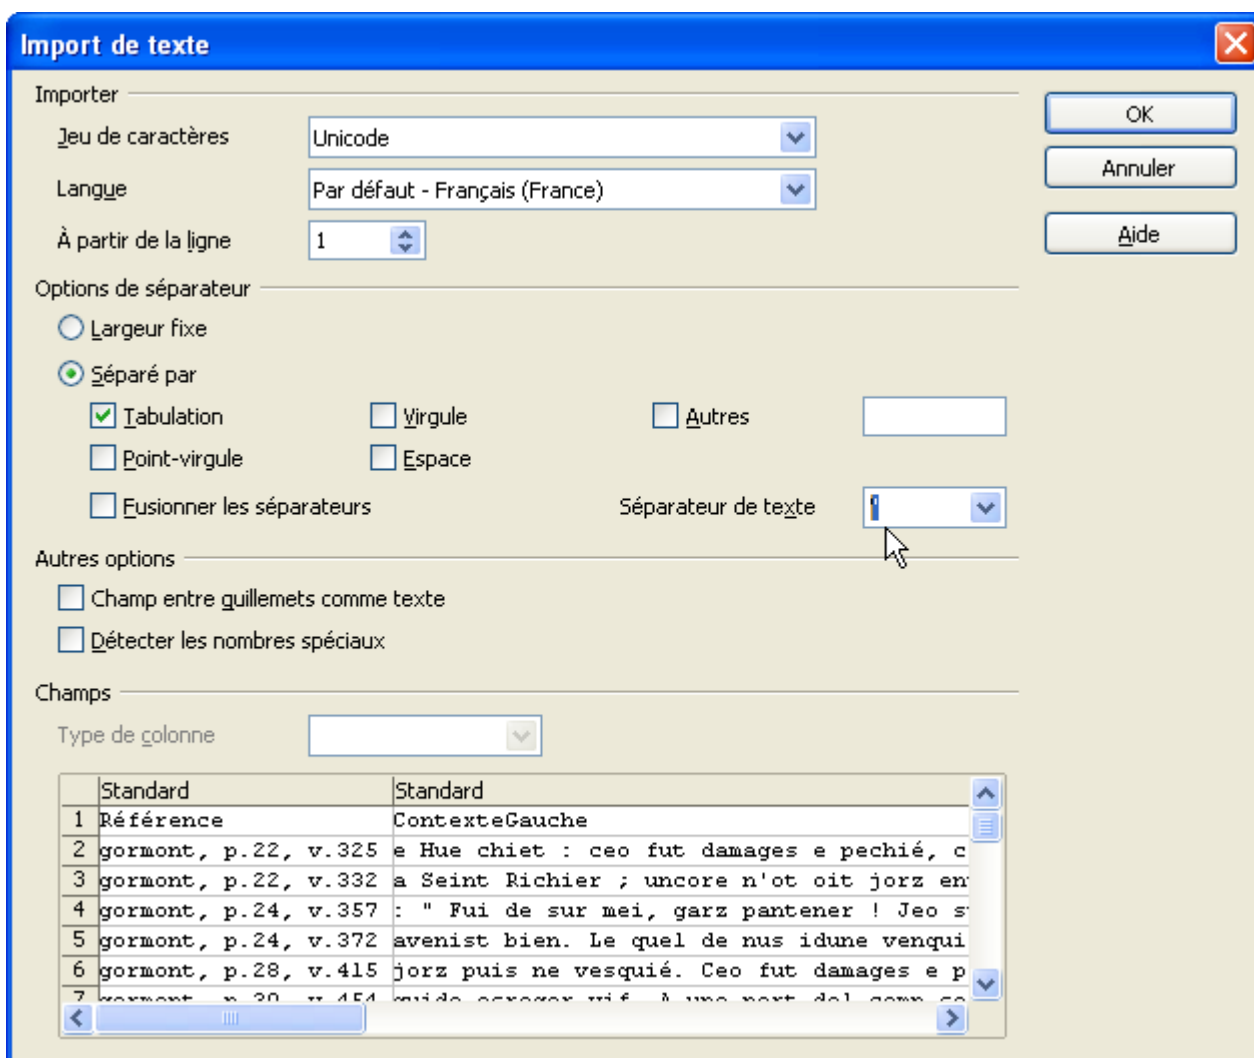 Import de texte
Importer
OK
Jeu de caractères Unicode
Annuler
Langue Par défaut - Français (France)
À partir de la ligne 1
Aide
Options de séparateur
Largeur fixe
Séparé par
Tabulation Virgule Autres
Point-virgule Espace
Fusionner les séparateurs Séparateur de texte
Autres options
Champ entre guillemets comme texte
Détecter les nombres spéciaux
Champs
Type de colonne
Standard Standard
1 Référence ContexteGauche
2 gormont, p.22, v.325 e Hue chiet : ceo fut damages e pechié, c
3 gormont, p.22, v.332 a Seint Richier ; uncore n'ot oit jorz
4 gormont, p.24, v.357 : " Fui de sur mei, garz pantener ! Jeo
5 gormont, p.24, v.372 avenist bien. Le quel de nus idune venqui
6 gormont, p.28, v.415 jorz puis ne vesquié. Ceo fut damages e p